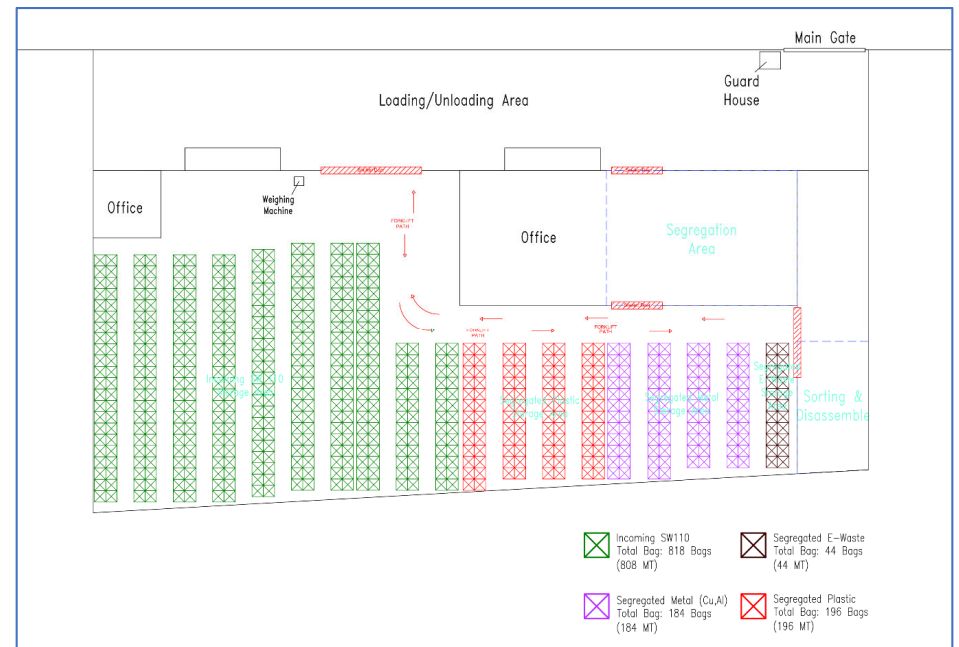 Main Gate
Guard
House
Loading/Unloading Area
Weighing
Machine
Office
FORKLIFT
PATH
Office
Segregation
Area
FORKLIFT
PATH
FORKLIFT
PATH
Sorting &
Disassemble
Incoming SW110
Total Bag: 818 Bags
(808 MT)
Segregated E-Waste
Total Bag: 44 Bags
(44 MT)
Segregated Metal (Cu,Al)
Total Bag: 184 Bags
(184 MT)
Segregated Plastic
Total Bag: 196 Bags
(196 MT)